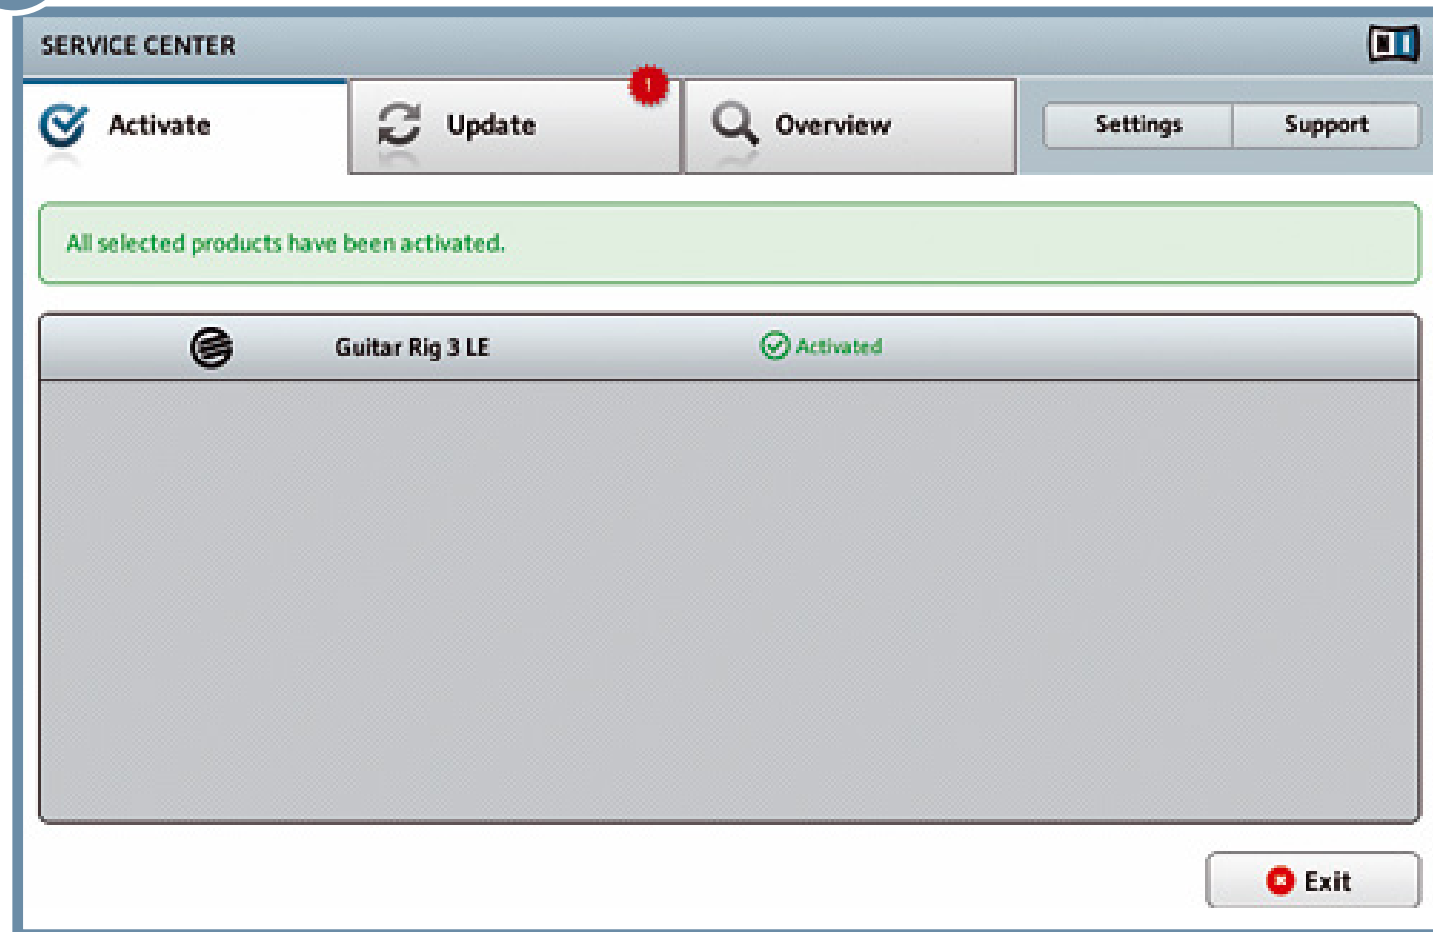 SERVICE CENTER
Activate
Update
1
Overview
Settings
Support
All selected products have been activated.
Guitar Rig 3 LE
Activated
Exit